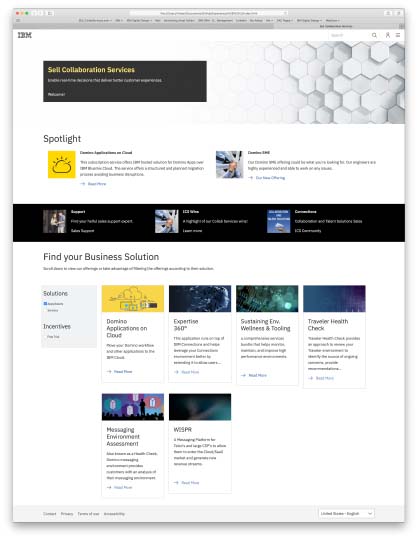 IBM
Search
Sell Collaboration Services
Enable real-time decisions that deliver better customer experiences.
Welcome!
Spotlight
Domino Applications on Cloud
This subscription service offers IBM hosted solution for Domino Apps over
IBM Bluemix Cloud. The service offers a structured and planned migration
process avoiding business disruptions.
Read More
Domino SME
Our Domino SME offering could be what you're looking for. Our engineers are
highly experienced and able to work on any issues.
Our New Offering
Support
Find your helful sales support expert.
Sales Support
ICS Wins
A Highlight of our Collab Services wins!
Learn more
Connections
Collaboration and Talent Solutions Sales
ICS Community
Find your Business Solution
Scroll down to view our offerings or take advantage of filtering the offerings according to their solution.
Solutions
Incentives
Free Trial
Domino
Applications on
Cloud
Move your Domino workflow
and other applications to the
IBM Cloud.
Read More
Expertise
360°
This application runs on top of
IBM Connections and helps
leverage your Connections
environment better by
extending it to allow users....
Read More
Sustaining Env.
Wellness & Tooling
a comprehensive services
bundle that helps monitor,
maintain, and improve high
performance environments.
Read More
Traveler Health
Check
Traveler Health Check provides
an approach to review your
Traveler environment to
identify the source of ongoing
concerns, provide
recommendations...
Read More
Messaging
Environment
Assessment
Also known as a Health Check,
Domino messaging
environment provides
customers with an analysis of
their messaging environment.
Read More
WISPR
A Messaging Platform for
Telco's and large CSP's to allow
them to enter the Cloud/SaaS
market and generate new
revenue streams.
Read More
Contact Privacy Terms of use Accessibility
United States - English